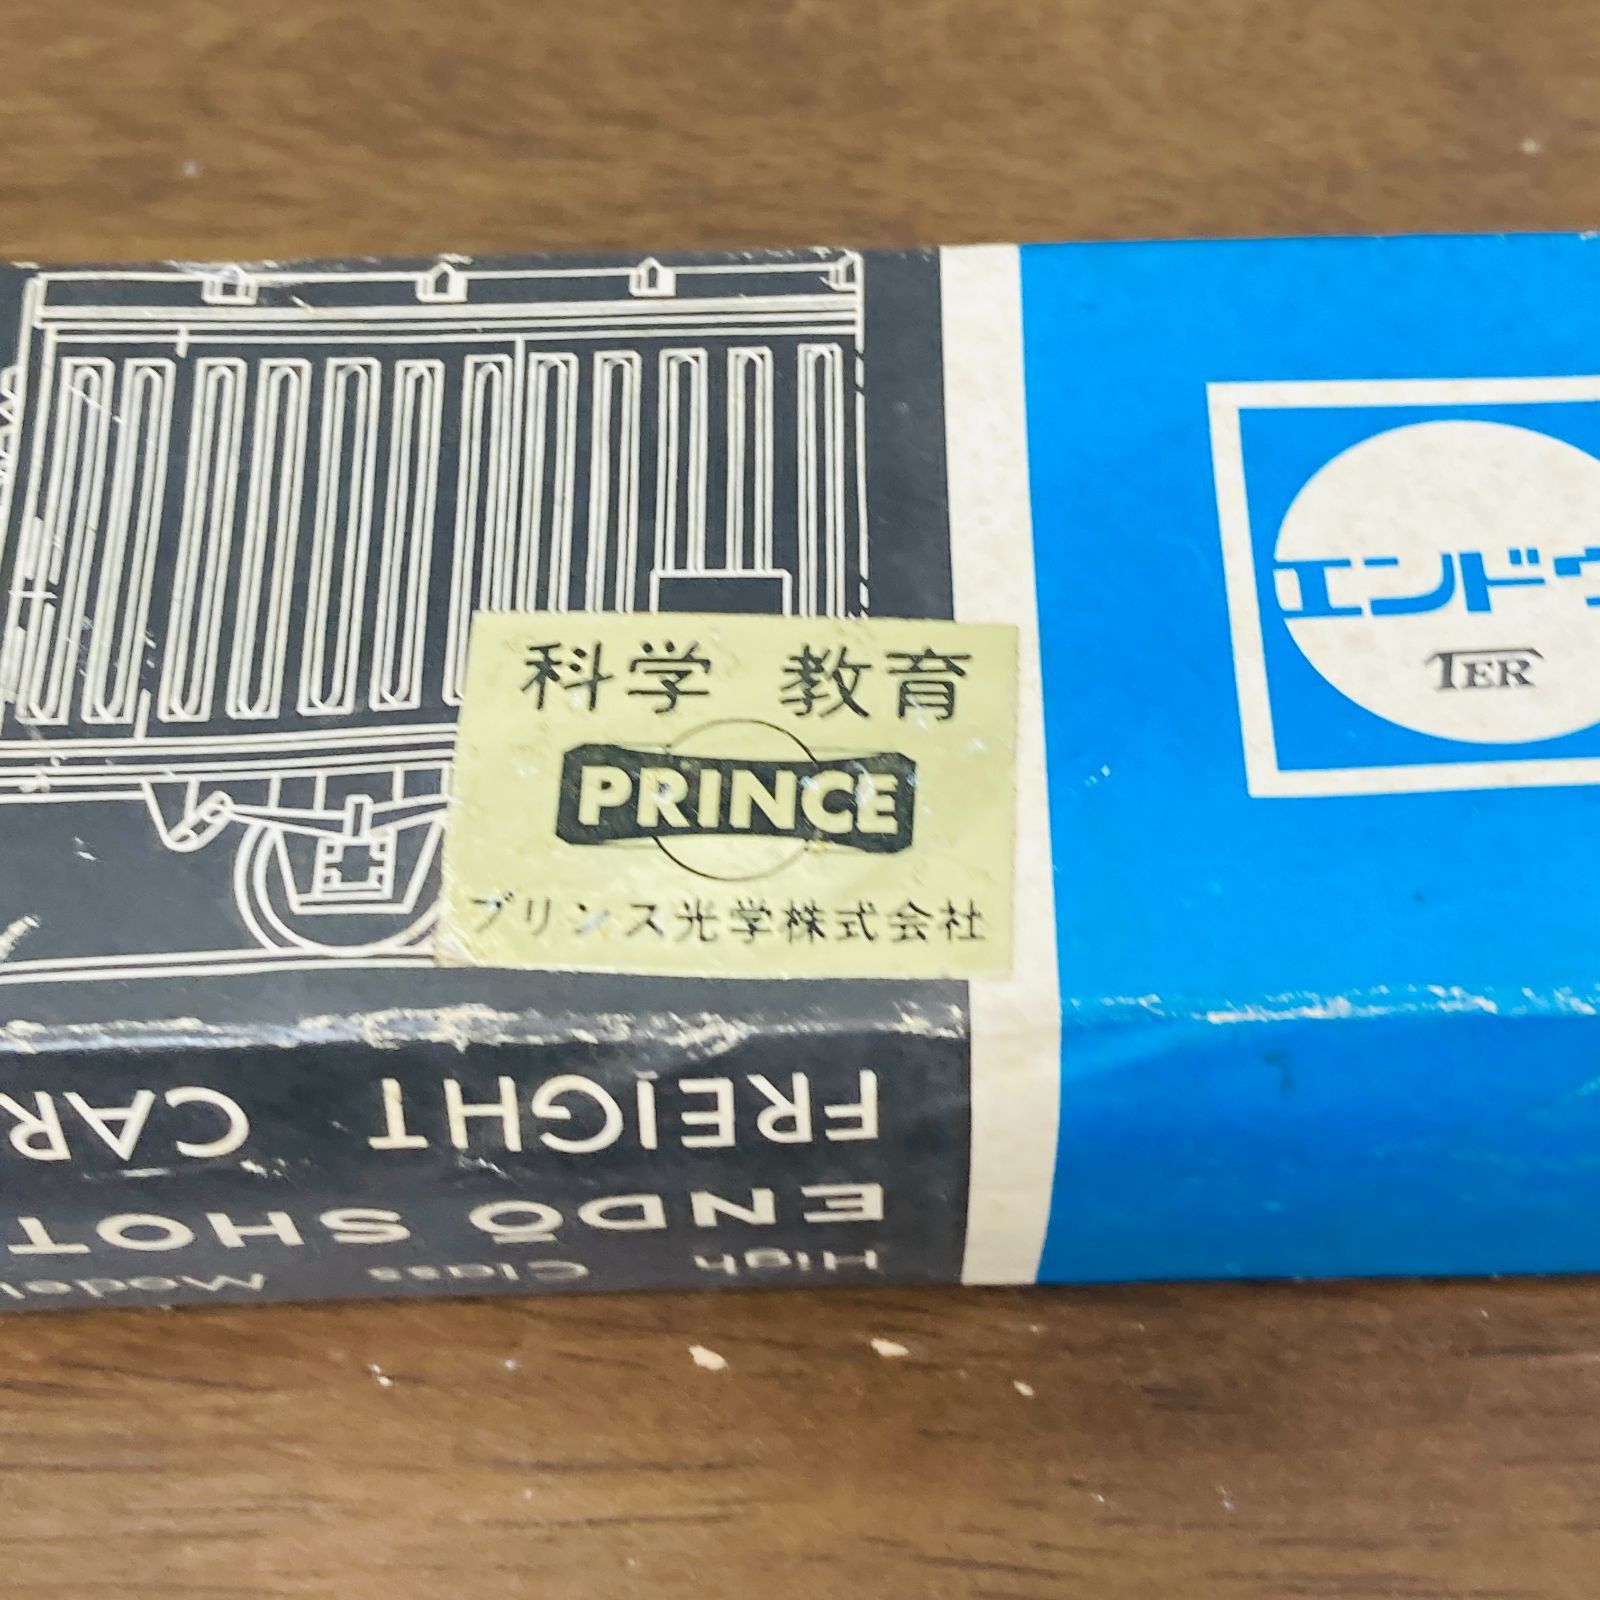 科学 教育
PRINCE
プリンス光学株式会社
エンドウ
TER
High Class Model
ENDŌ SHOT
FREIGHT CAR